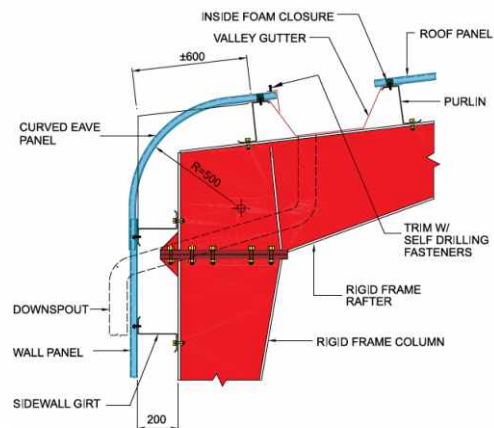 INSIDE FOAM CLOSURE
VALLEY GUTTER
ROOF PANEL
±600
PURLIN
CURVED EAVE
PANEL
R=500
TRIM W/
SELF DRILLING
FASTENERS
DOWNSPOUT
RIGID FRAME
RAFTER
WALL PANEL
RIGID FRAME COLUMN
SIDEWALL GIRT
200